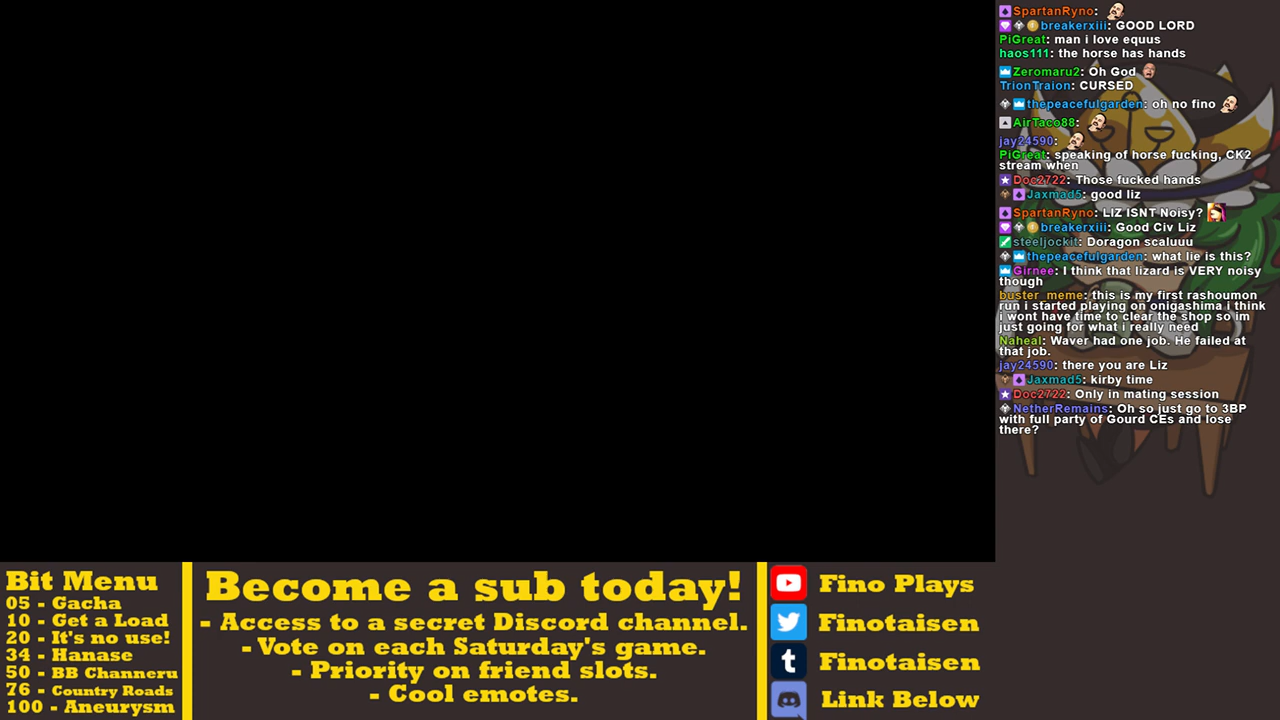 SpartanRyno:
breakerxiii: GOOD LORD
PiGreat: man i love equus
haos111: the horse has hands
Zeromaru2: Oh God
TrionTraion: CURSED
thepeacefulgarden: oh no fino
AirTaco88:
jay24590:
PiGreat: speaking of horse fucking, CK2
stream when
Doc2722: Those fucked hands
Jaxmad5: good liz
SpartanRyno: LIZ ISNT Noisy?
breakerxiii: Good Civ Liz
steeljockit: Doragon scaluuu
thepeacefulgarden: what lie is this?
Girnee: I think that lizard is VERY noisy
though
buster_meme: this is my first rashoumon
run i started playing on onigashima i think
i wont have time to clear the shop so im
just going for what i really need
Naheal: Waver had one job. He failed at
that job.
jay24590: there you are Liz
Jaxmad5: kirby time
Doc2722: Only in mating session
NetherRemains: Oh so just go to 3BP
with full party of Gourd CEs and lose
there?
Bit Menu
05 - Gacha
10 - Get a Load
20 - It's no use!
34 - Hanase
50 - BB Channeru
76 - Country Roads
100 - Aneurysm
Become a sub today!
- Access to a secret Discord channel.
- Vote on each Saturday's game.
- Priority on friend slots.
- Cool emotes.
Fino Plays
Finotaisen
Finotaisen
Link Below